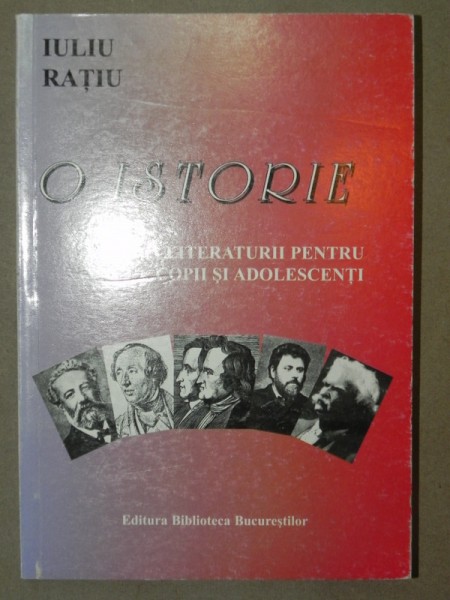 IULIU
RAȚIU
O ISTORIE
LITERATURII PENTRU
COPII ȘI ADOLESCENȚI
Editura Biblioteca Bucureștilor